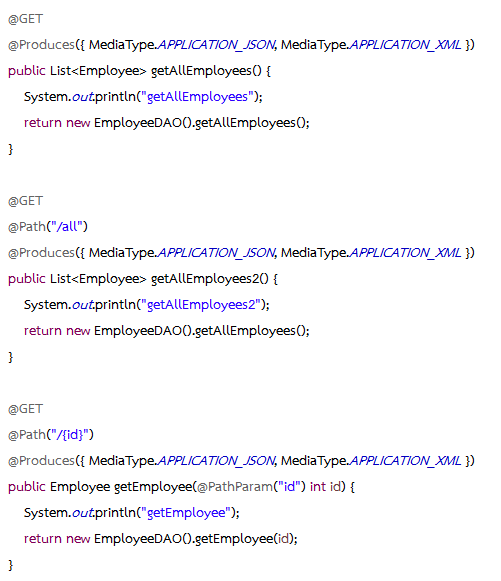 @GET
@Produces({ MediaType.APPLICATION_JSON, MediaType.APPLICATION_XML })
public List<Employee> getAllEmployees() {
System.out.println("getAllEmployees");
return new EmployeeDAO().getAllEmployees();
}
@GET
@Path("/all")
@Produces({ MediaType.APPLICATION_JSON, MediaType.APPLICATION_XML })
public List<Employee> getAllEmployees2() {
System.out.println("getAllEmployees2");
return new EmployeeDAO().getAllEmployees();
}
@GET
@Path("/{id}")
@Produces({ MediaType.APPLICATION_JSON, MediaType.APPLICATION_XML })
public Employee getEmployee(@PathParam("id") int id) {
System.out.println("getEmployee");
return new EmployeeDAO().getEmployee(id);
}